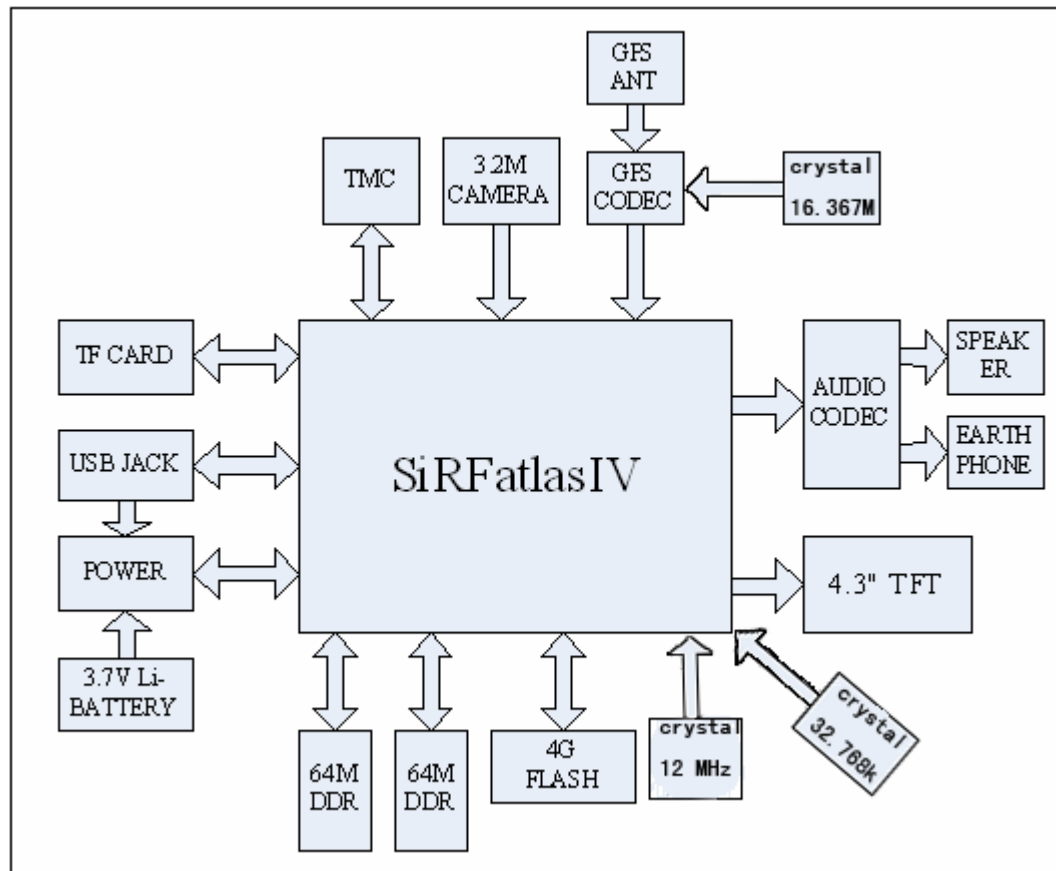 GPS
ANT
TMC
3.2M
CAMERA
GPS
CODEC
crystal
16.367M
TF CARD
SPEAK
ER
AUDIO
CODEC
USB JACK
EARTH
PHONE
SiRFatlasIV
POWER
4.3" TFT
3.7V Li-
BATTERY
crystal
32.768k
64M
DDR
64M
DDR
4G
FLASH
crystal
12 MHz